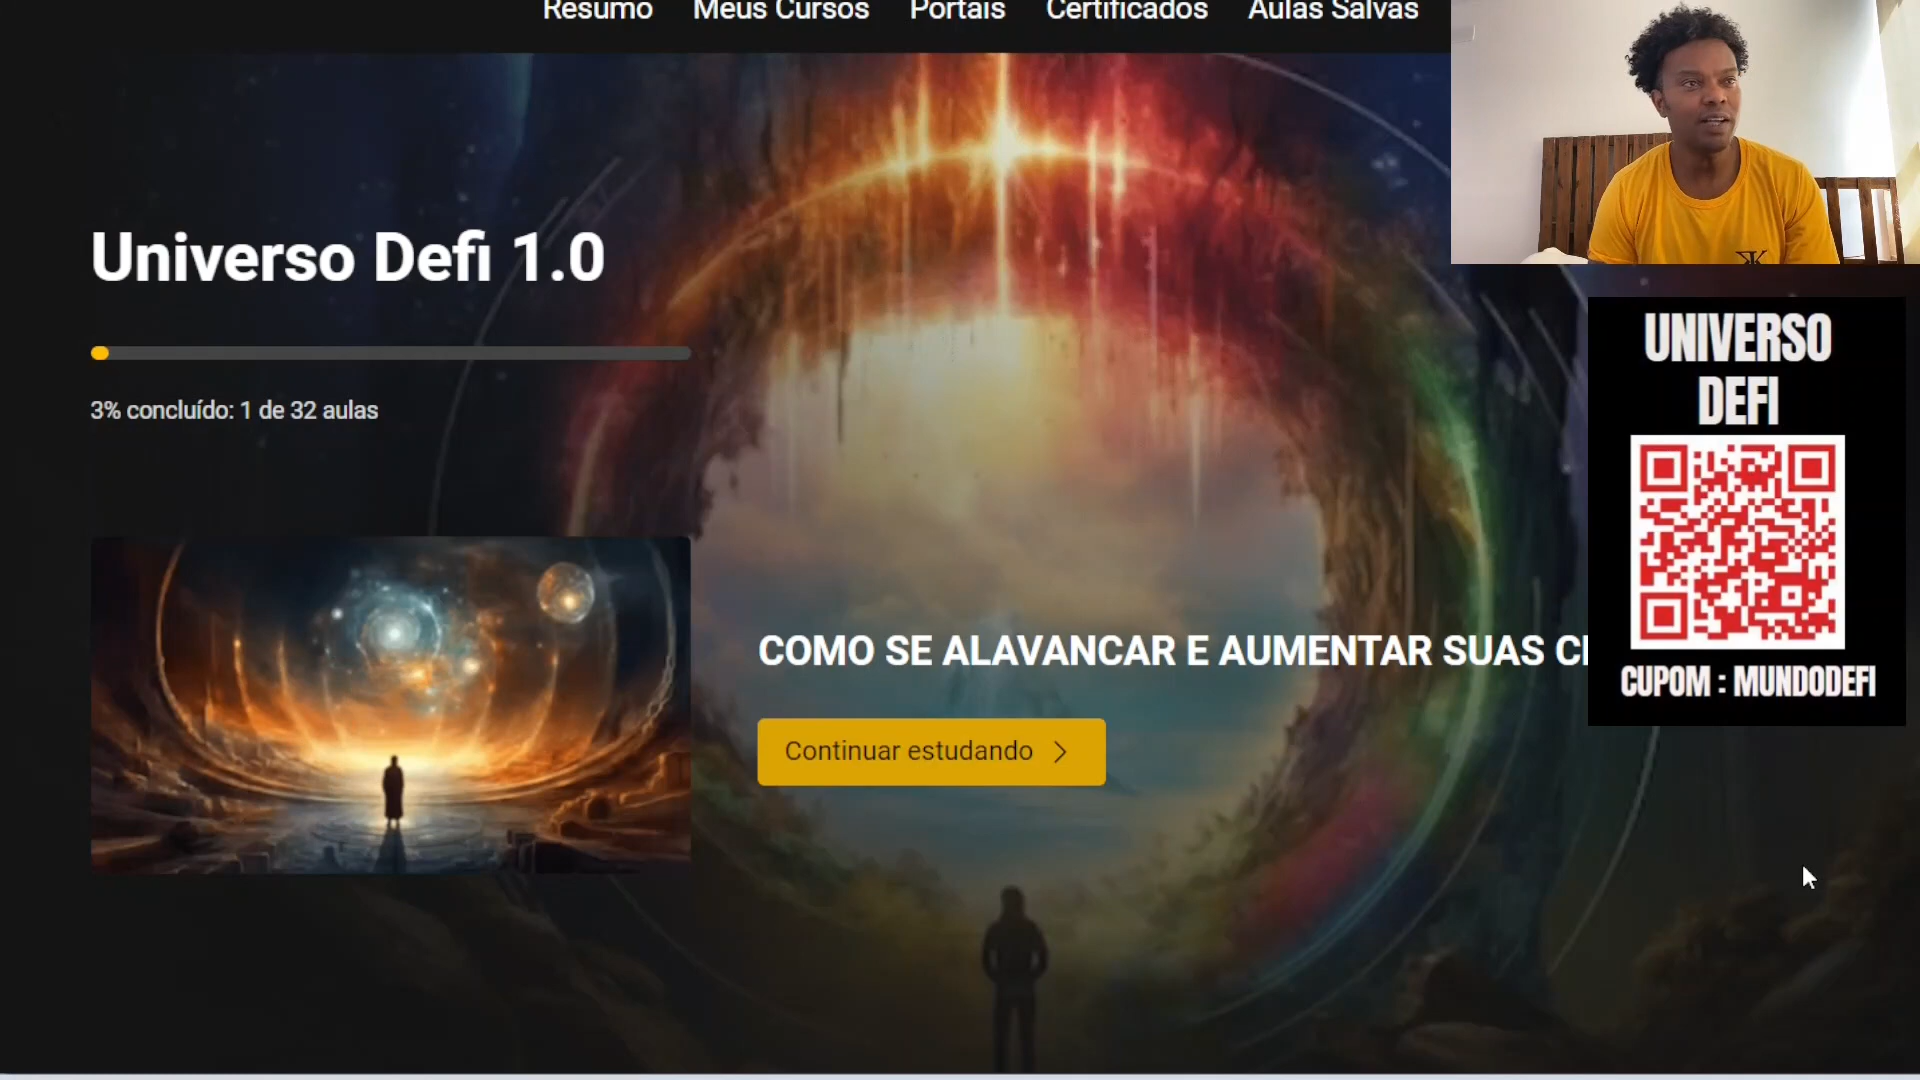 Resumo Meus Cursos Portais Certificados Aulas Salvas
Universo Defi 1.0
3% concluído: 1 de 32 aulas
COMO SE ALAVANCAR E AUMENTAR SUAS
Continuar estudando
UNIVERSO
DEFI
CUPOM : MUNDODEFI